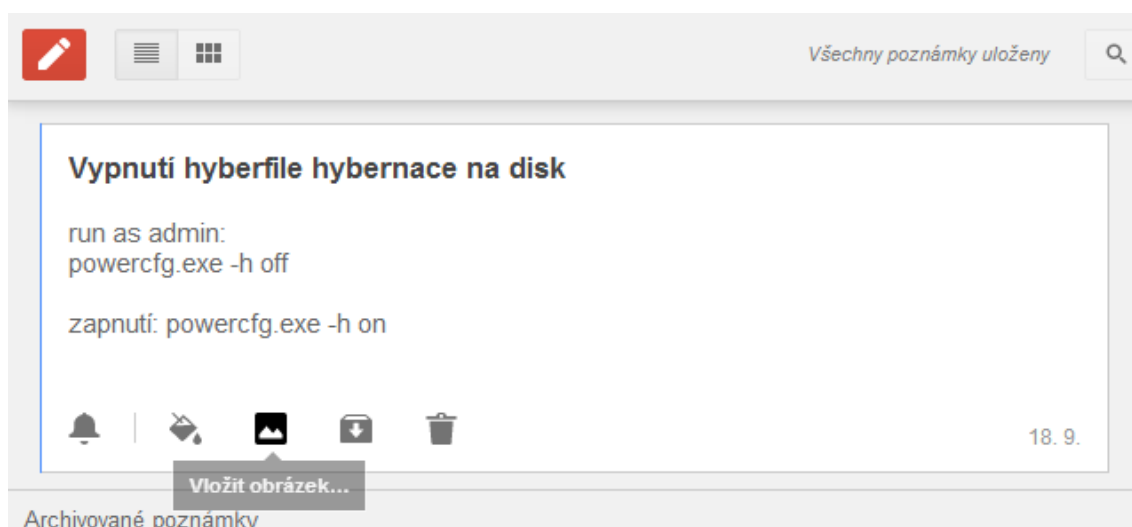 Všechny poznámky uloženy
Vypnutí hyberfile hybernace na disk
run as admin:
powercfg.exe -h off
zapnutí: powercfg.exe -h on
18. 9.
Vložit obrázek...
Archivované poznámky